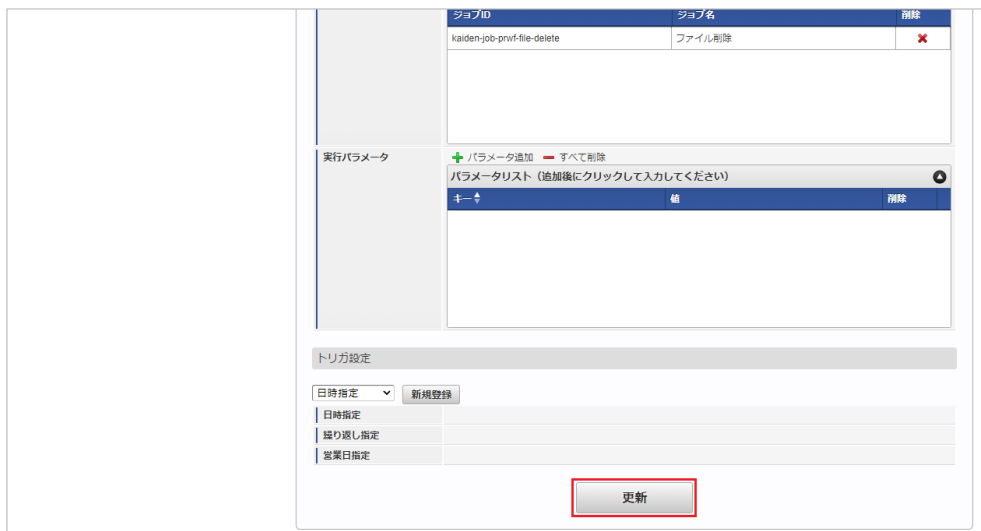 ジョブID ジョブ名 削除
kaiden-job-prwf-file-delete ファイル削除
実行パラメータ パラメータ追加 すべて削除
パラメータリスト（追加後にクリックして入力してください）
キー 値 削除
トリガ設定
日時指定 新規登録
日時指定
繰り返し指定
営業日指定
更新